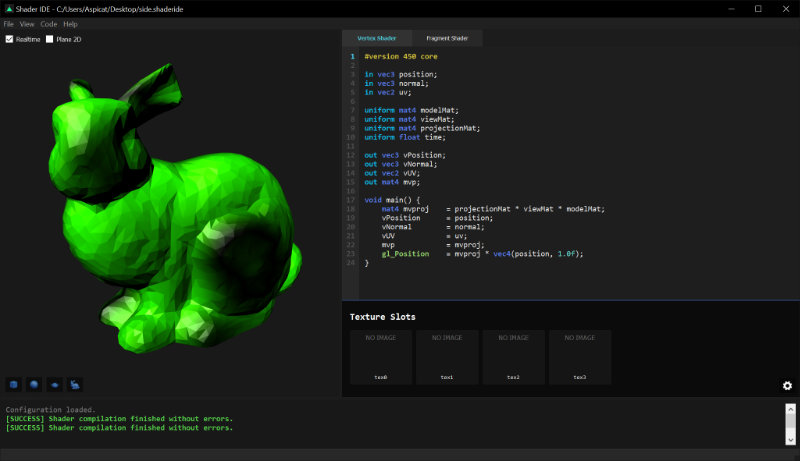 Shader IDE - C:/Users/Aspicat/Desktop/side.shaderide
File View Code Help
Realtime Plane 2D
Vertex Shader Fragment Shader
1 #version 450 core
2
3 in vec3 position;
4 in vec3 normal;
5 in vec2 uv;
6
7 uniform mat4 modelMat;
8 uniform mat4 viewMat;
9 uniform mat4 projectionMat;
10 uniform float time;
11
12 out vec3 vPosition;
13 out vec3 vNormal;
14 out vec2 vUV;
15 out mat4 mvp;
16
17 void main() {
18 mat4 mvproj = projectionMat * viewMat * modelMat;
19 vPosition = position;
20 vNormal = normal;
21 vUV = uv;
22 mvp = mvproj;
23 gl_Position = mvproj * vec4(position, 1.0f);
24 }
Texture Slots
NO IMAGE NO IMAGE NO IMAGE NO IMAGE
tex0 tex1 tex2 tex3
Configuration loaded.
[SUCCESS] Shader compilation finished without errors.
[SUCCESS] Shader compilation finished without errors.